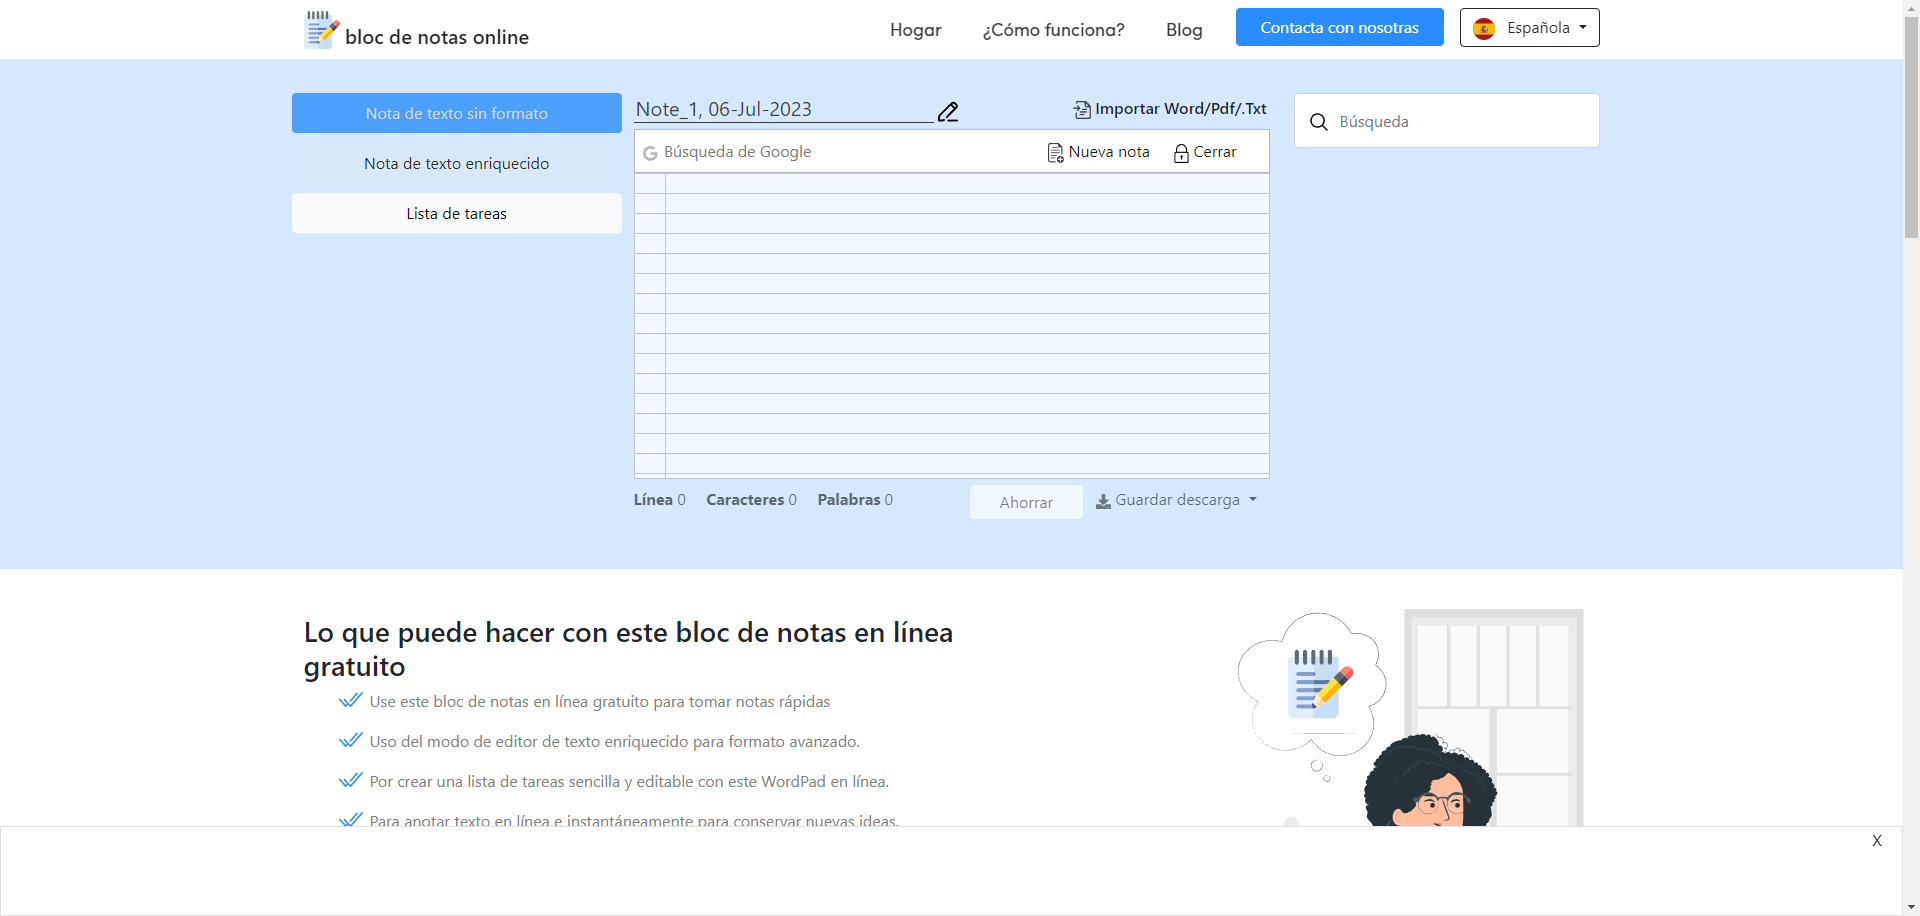 bloc de notas online
Hogar
¿Cómo funciona?
Blog
Contacta con nosotras
Española
Nota de texto sin formato
Nota de texto enriquecido
Lista de tareas
Note_1, 06-Jul-2023
Importar Word/Pdf/.Txt
Búsqueda de Google
Nueva nota
Cerrar
Búsqueda
Línea 0
Caracteres 0
Palabras 0
Ahorrar
Guardar descarga
Lo que puede hacer con este bloc de notas en línea
gratuito
Use este bloc de notas en línea gratuito para tomar notas rápidas
Uso del modo de editor de texto enriquecido para formato avanzado.
Por crear una lista de tareas sencilla y editable con este WordPad en línea.
Para anotar texto en línea e instantáneamente para conservar nuevas ideas.
X